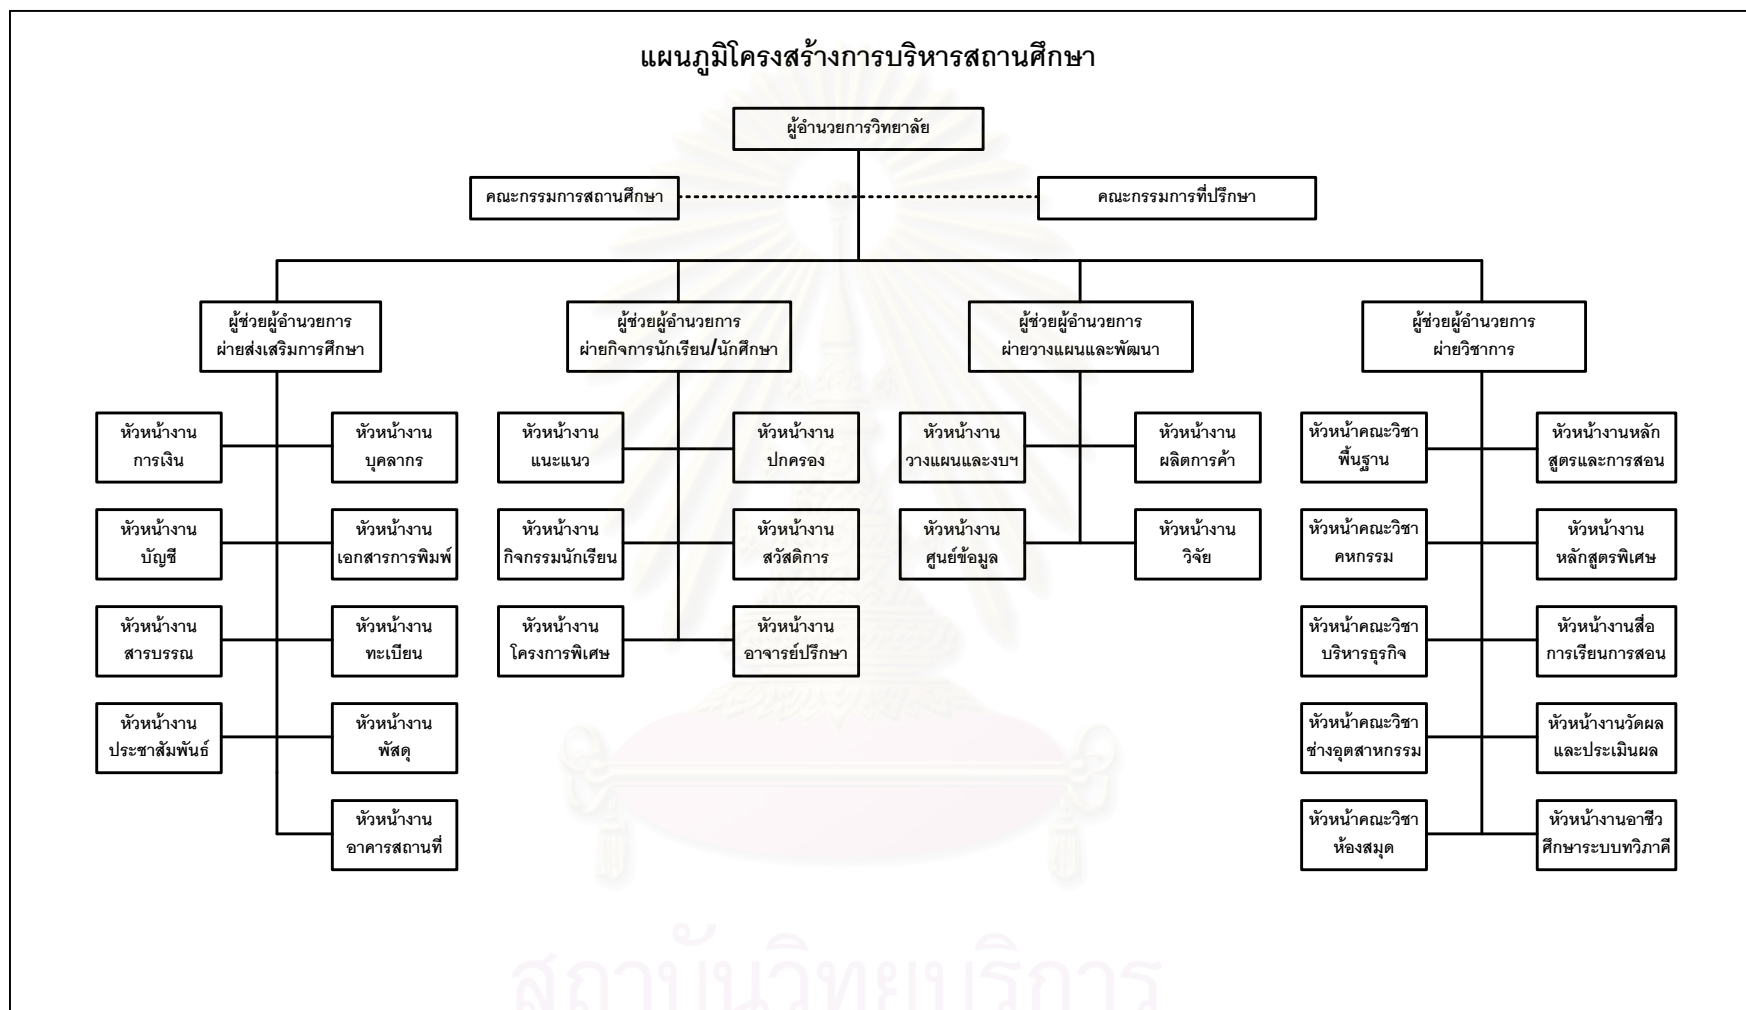 แผนภูมิโครงสร้างการบริหารสถานศึกษา
ผู้อำนวยการวิทยาลัย
คณะกรรมการสถานศึกษา
คณะกรรมการที่ปรึกษา
ผู้ช่วยผู้อำนวยการ
ฝ่ายส่งเสริมการศึกษา
ผู้ช่วยผู้อำนวยการ
ฝ่ายกิจการนักเรียน/นักศึกษา
ผู้ช่วยผู้อำนวยการ
ฝ่ายวางแผนและพัฒนา
ผู้ช่วยผู้อำนวยการ
ฝ่ายวิชาการ
หัวหน้างาน
การเงิน
หัวหน้างาน
บุคลากร
หัวหน้างาน
บัญชี
หัวหน้างาน
เอกสารการพิมพ์
หัวหน้างาน
สารบรรณ
หัวหน้างาน
ทะเบียน
หัวหน้างาน
ประชาสัมพันธ์
หัวหน้างาน
พัสดุ
หัวหน้างาน
อาคารสถานที่
หัวหน้างาน
แนะแนว
หัวหน้างาน
ปกครอง
หัวหน้างาน
กิจกรรมนักเรียน
หัวหน้างาน
สวัสดิการ
หัวหน้างาน
โครงการพิเศษ
หัวหน้างาน
อาจารย์ปรึกษา
หัวหน้างาน
วางแผนและงบฯ
หัวหน้างาน
ผลิตการค้า
หัวหน้างาน
ศูนย์ข้อมูล
หัวหน้างาน
วิจัย
หัวหน้าคณะวิชา
พื้นฐาน
หัวหน้างานหลัก
สูตรและการสอน
หัวหน้าคณะวิชา
คหกรรม
หัวหน้างาน
หลักสูตรพิเศษ
หัวหน้าคณะวิชา
บริหารธุรกิจ
หัวหน้างานสื่อ
การเรียนการสอน
หัวหน้าคณะวิชา
ช่างอุตสาหกรรม
หัวหน้างานวัดผล
และประเมินผล
หัวหน้าคณะวิชา
ห้องสมุด
หัวหน้างานอาชีว
ศึกษาระบบทวิภาคี
สถาบันวิทยบริการ